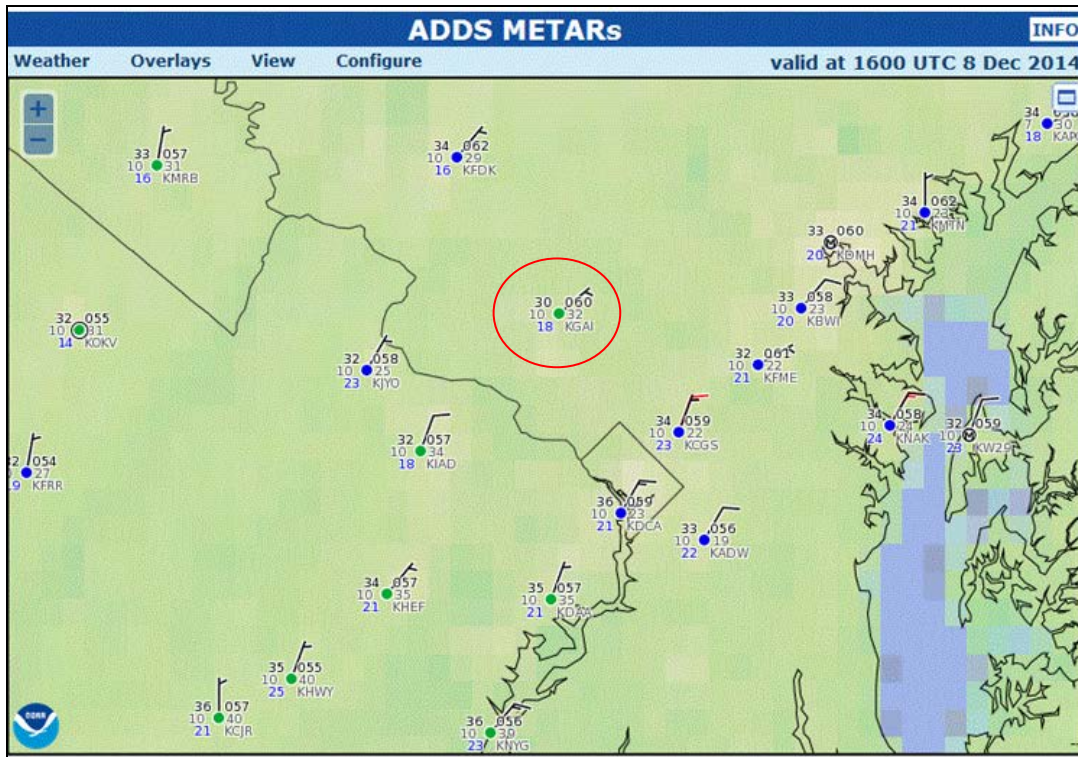 ADDS METARs
INFO
Weather Overlays View Configure valid at 1600 UTC 8 Dec 2014
+
−
34
7 30
18
33 057
10 31
16 KMRB
34 062
10 29
16 KFDK
34 062
10 23
21 KMTN
33 060
20 KDMH
30 060
10 32
18 KGAI
33 058
10 23
20 KBWI
32 055
10 31
14 KOKV
32 058
10 25
23 KJYO
32 061
10 22
21 KFME
34 059
10 22
23 KCGS
34 058
10 21
24 KNAK
32 059
10
23 KW29
32 057
10 34
18 KIAD
054
27
KFRR
36 059
10 23
21 KDCA
33 056
10 19
22 KADW
34 057
10 35
21 KHEF
35 057
10 35
21 KDAA
35 055
10 40
25 KHWY
36 057
10 40
21 KCJR
36 056
10 39
23 KNYG
NOAA